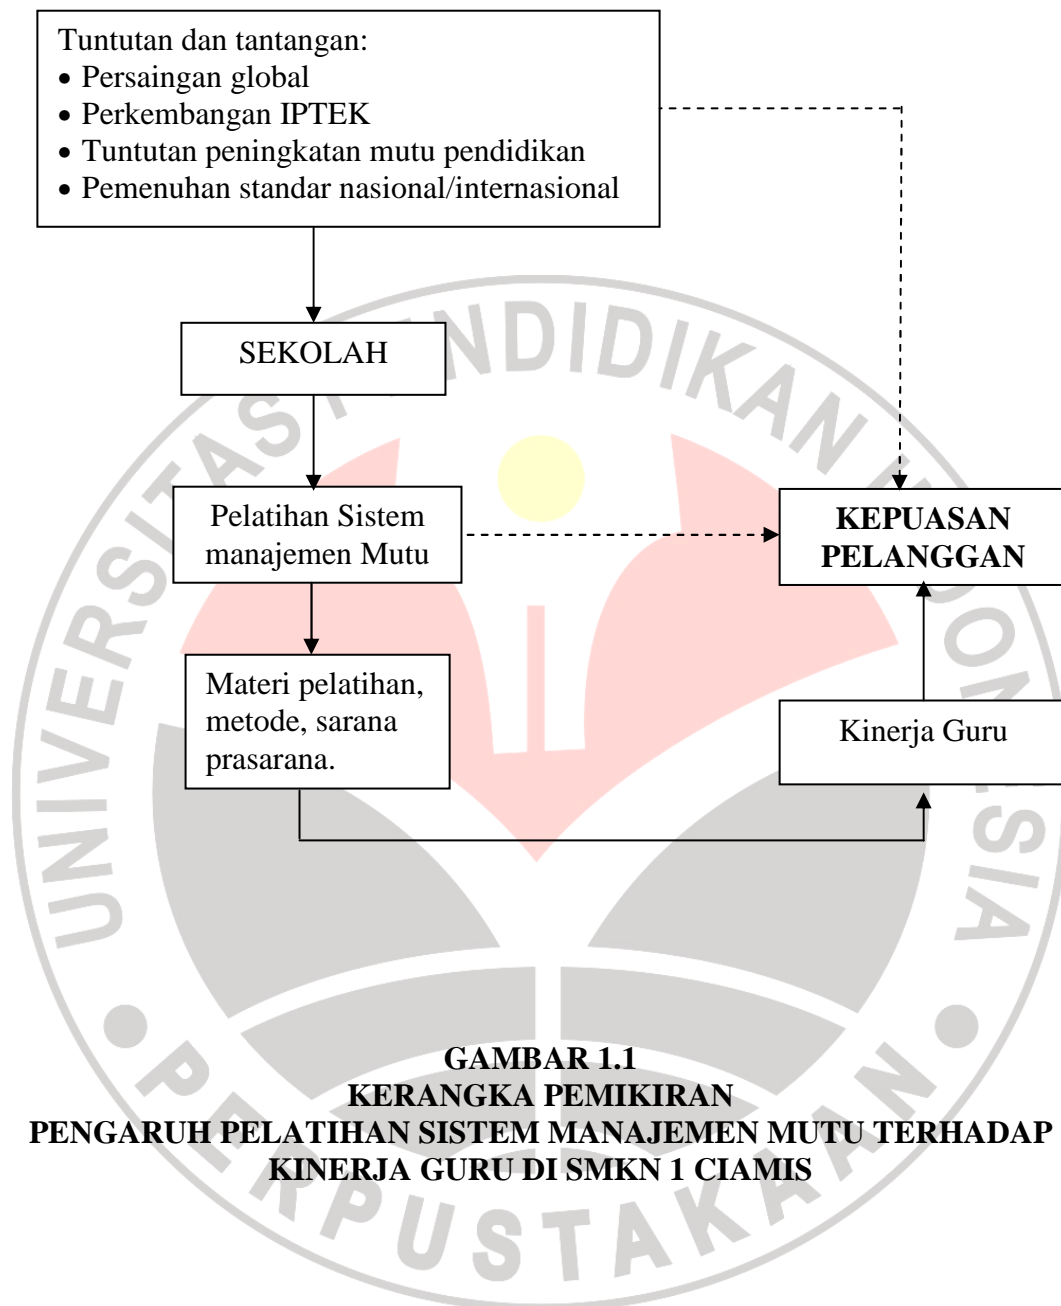 Tuntutan dan tantangan:
• Persaingan global
• Perkembangan IPTEK
• Tuntutan peningkatan mutu pendidikan
• Pemenuhan standar nasional/internasional
SEKOLAH
Pelatihan Sistem
manajemen Mutu
KEPUASAN
PELANGGAN
Materi pelatihan,
metode, sarana
prasarana.
Kinerja Guru
GAMBAR 1.1
KERANGKA PEMIKIRAN
PENGARUH PELATIHAN SISTEM MANAJEMEN MUTU TERHADAP
KINERJA GURU DI SMKN 1 CIAMIS
UNIVERSITAS PENDIDIKAN INDONESIA
PERPUSTAKAAN